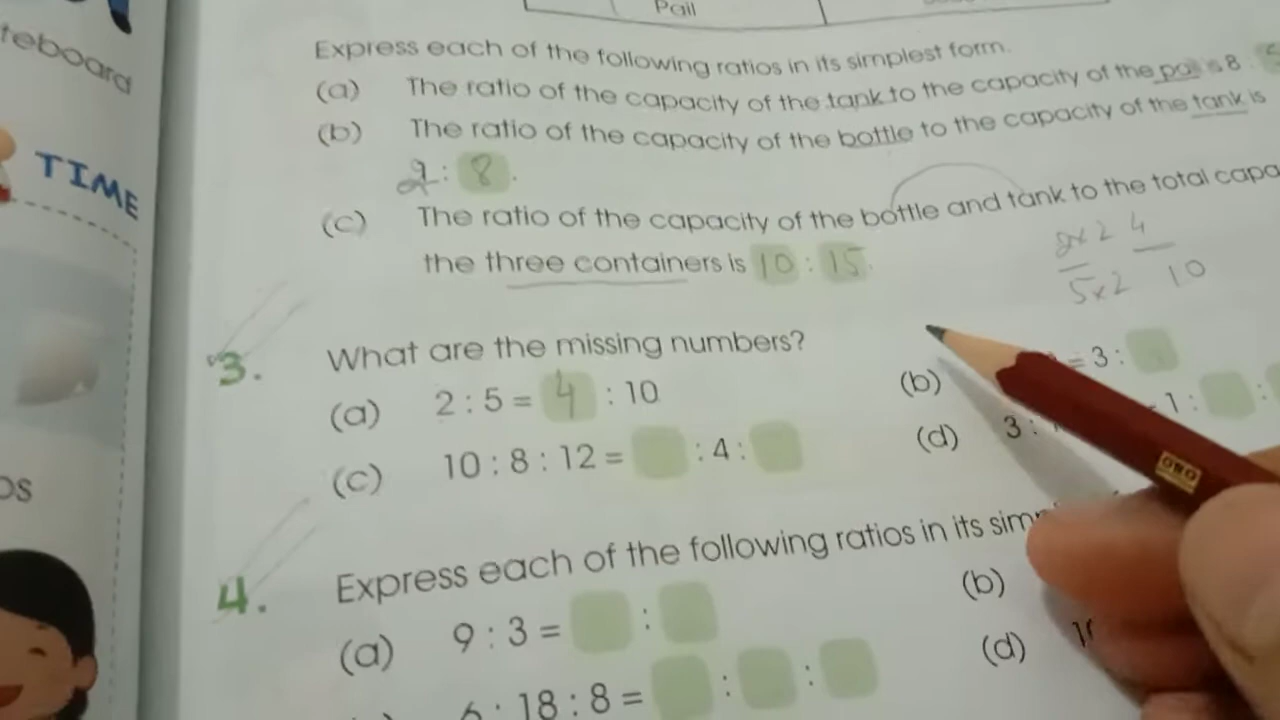 Pail
teboard
TIME
Express each of the following ratios in its simplest form.
(a) The ratio of the capacity of the tank to the capacity of the pail is 8 :
(b) The ratio of the capacity of the bottle to the capacity of the tank is
2 : 8.
(c) The ratio of the capacity of the bottle and tank to the total capa
the three containers is 10 : 15.
2x2 4
5x2 10
3. What are the missing numbers?
(a) 2 : 5 = 4 : 10
(b) = 3 :
(c) 10 : 8 : 12 = : 4 :
(d) 3 : 1 :
OS
4. Express each of the following ratios in its sim
(a) 9 : 3 = :
(b)
6 : 18 : 8 = : :
(d)